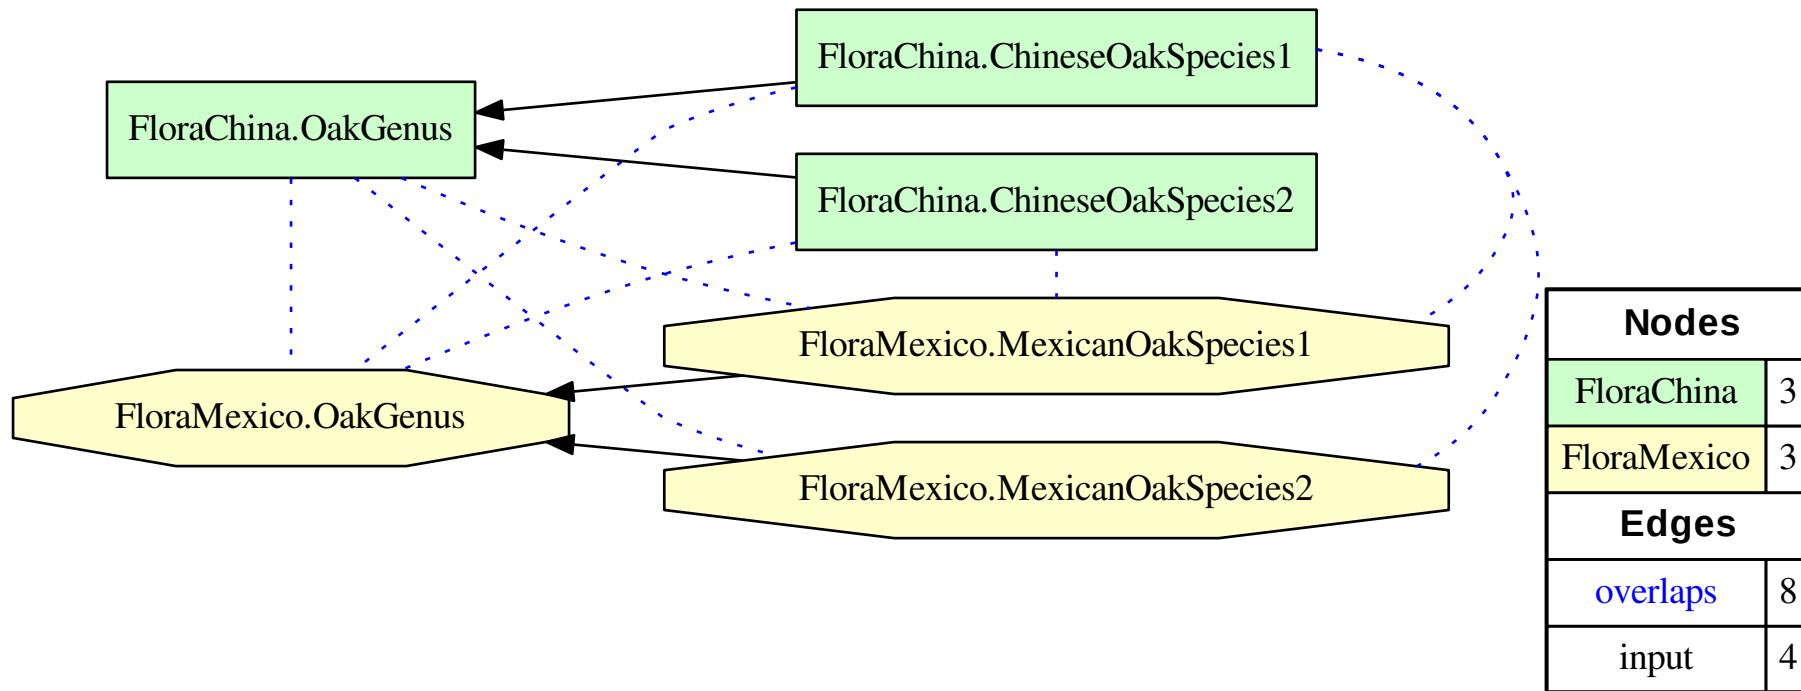 FloraChina.ChineseOakSpecies1
FloraChina.OakGenus
FloraChina.ChineseOakSpecies2
FloraMexico.MexicanOakSpecies1
FloraMexico.OakGenus
FloraMexico.MexicanOakSpecies2
Nodes
FloraChina 3
FloraMexico 3
Edges
overlaps 8
input 4